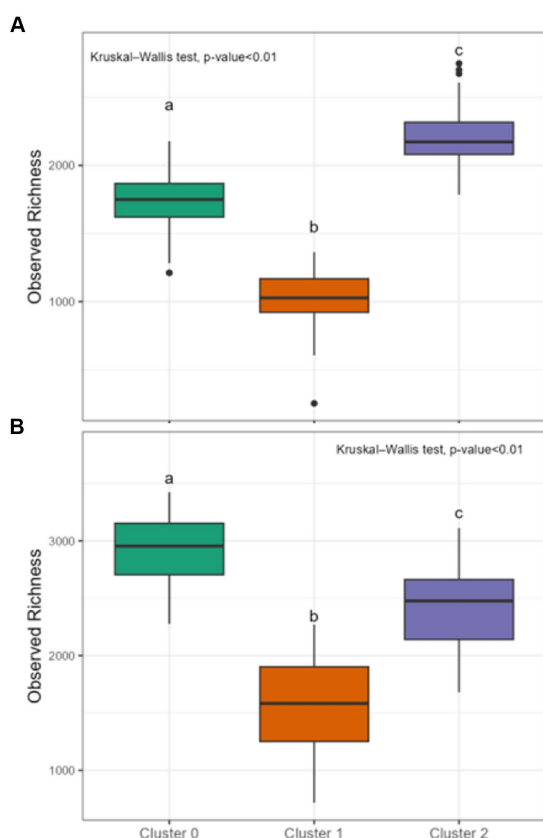 A
Kruskal–Wallis test, p-value<0.01
a
b
c
Observed Richness
2000
1000
B
Kruskal–Wallis test, p-value<0.01
a
b
c
Observed Richness
3000
2000
1000
Cluster 0 Cluster 1 Cluster 2